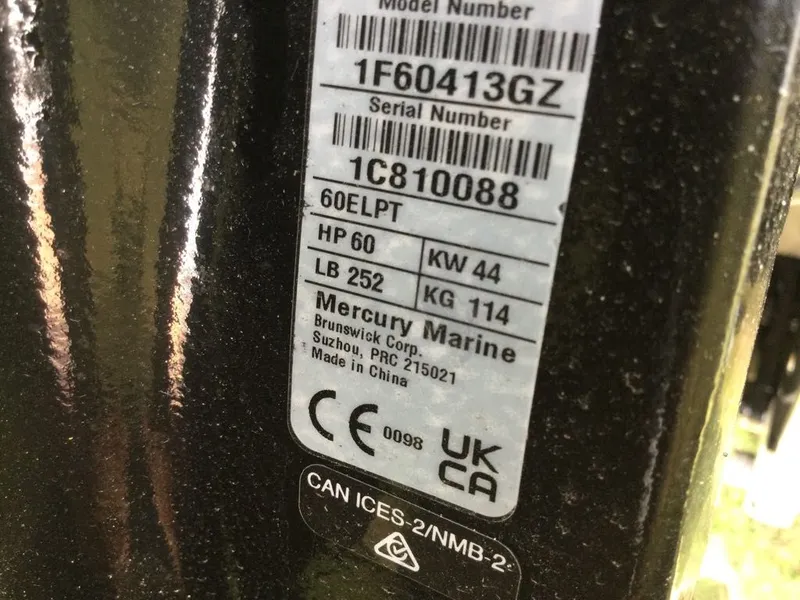 Model Number
1F60413GZ
Serial Number
1C810088
60ELPT
HP 60 KW 44
LB 252 KG 114
Mercury Marine
Brunswick Corp.
Suzhou, PRC 215021
Made in China
CE 0098 UK
CA
CAN ICES-2/NMB-2